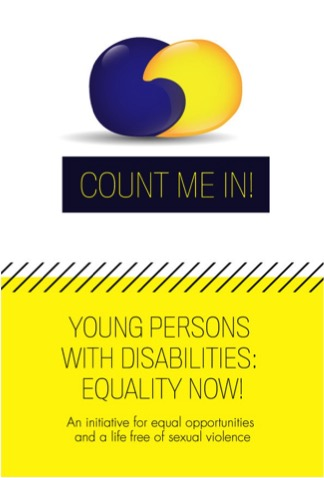 COUNT ME IN!
YOUNG PERSONS
WITH DISABILITIES:
EQUALITY NOW!
An initiative for equal opportunities
and a life free of sexual violence